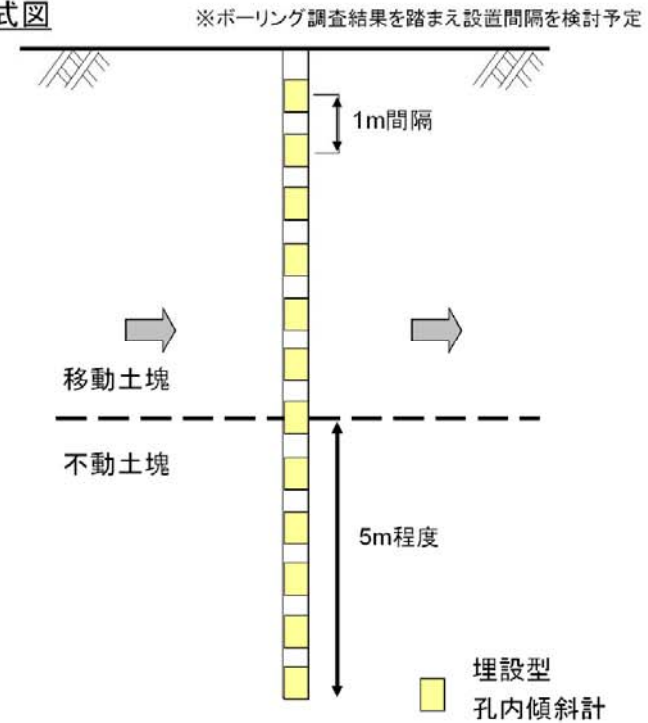 式図
※ボーリング調査結果を踏まえ設置間隔を検討予定
1m間隔
移動土塊
不動土塊
5m程度
埋設型
孔内傾斜計